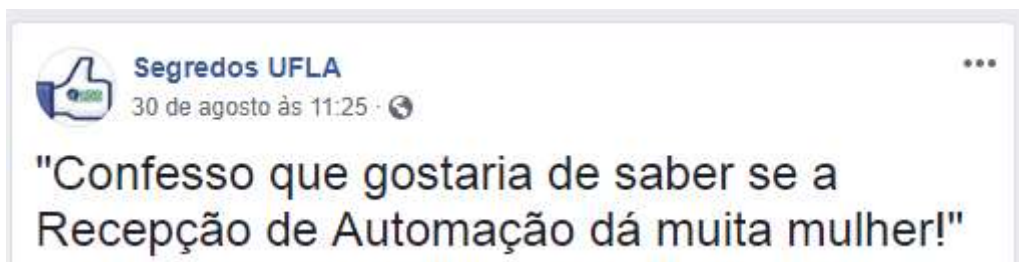 Segredos UFLA
30 de agosto às 11:25 ·
"Confesso que gostaria de saber se a
Recepção de Automação dá muita mulher!"